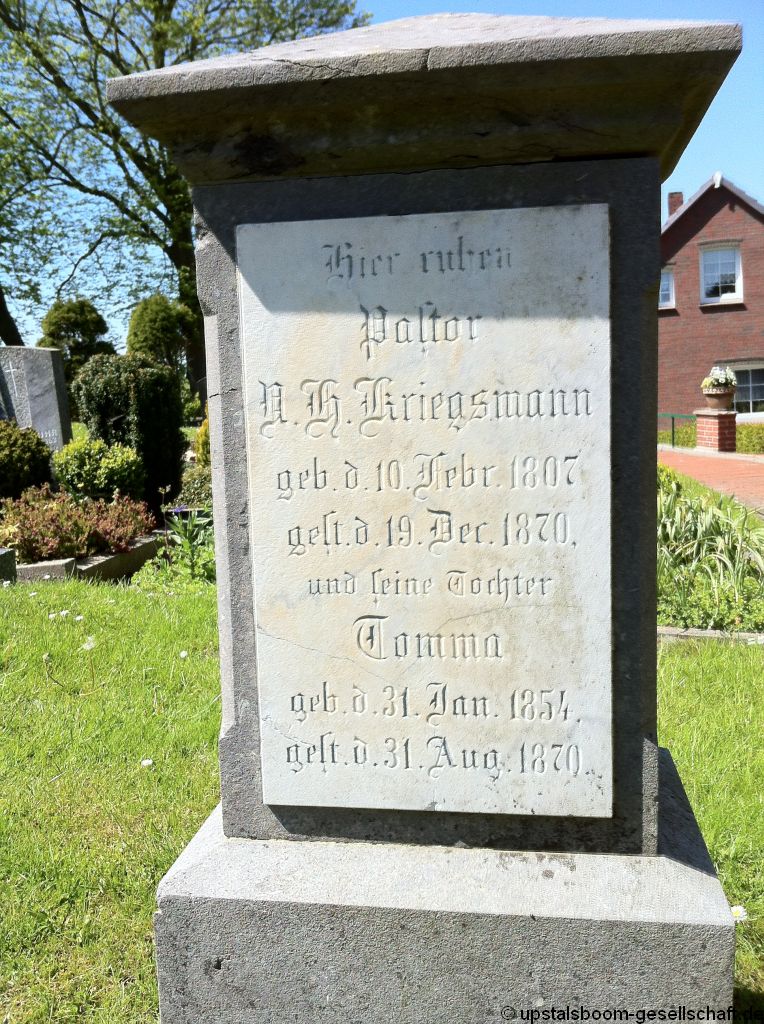 Hier ruhen
Paſtor
N. H. Kriegsmann
geb. d. 10. Febr. 1807
geſt. d. 19. Dec. 1870,
und ſeine Tochter
Tomma
geb. d. 31. Jan. 1854,
geſt. d. 31. Aug. 1870.
© upstalsboom-gesellschaft.de